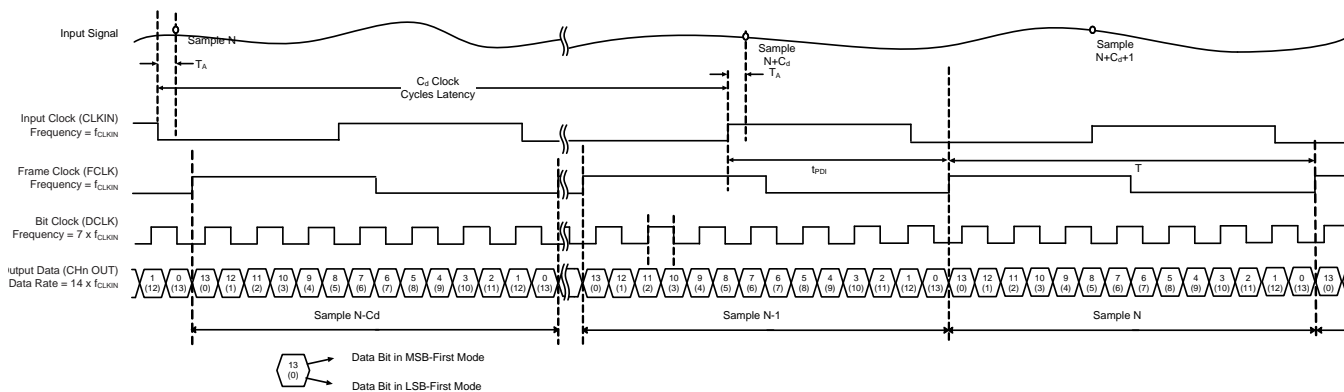 Input Signal
Sample N
Sample
N+Cd
Sample
N+Cd+1
TA
TA
Cd Clock
Cycles Latency
Input Clock (CLKIN)
Frequency = fCLKIN
Frame Clock (FCLK)
Frequency = fCLKIN
tPDI
T
Bit Clock (DCLK)
Frequency = 7 x fCLKIN
utput Data (CHn OUT)
Data Rate = 14 x fCLKIN
1 0 13 12 11 10 9 8 7 6 5 4 3 2 1 0 13 12 11 10 9 8 7 6 5 4 3 2 1 0 13 12 11 10 9 8 7 6 5 4 3 2 1 0 13
(12) (13) (0) (1) (2) (3) (4) (5) (6) (7) (8) (9) (10) (11) (12) (13) (0) (1) (2) (3) (4) (5) (6) (7) (8) (9) (10) (11) (12) (13) (0) (1) (2) (3) (4) (5) (6) (7) (8) (9) (10) (11) (12) (13) (0)
Sample N-Cd
Sample N-1
Sample N
13
(0)
Data Bit in MSB-First Mode
Data Bit in LSB-First Mode